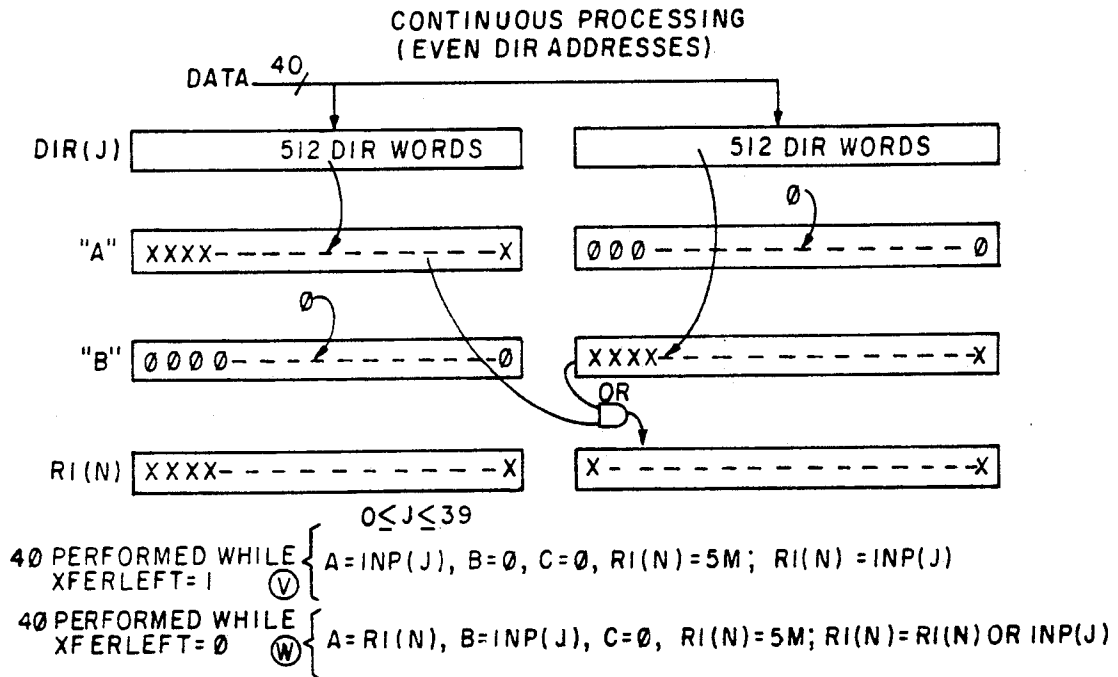 CONTINUOUS PROCESSING
(EVEN DIR ADDRESSES)
DATA 40
DIR(J) 512 DIR WORDS 512 DIR WORDS
Ø
"A" XXXX-------------X ØØØ-------------Ø
Ø
"B" ØØØØ-------------Ø XXXX-------------X
OR
RI(N) XXXX-------------X X-------------X
0≤J≤39
40 PERFORMED WHILE XFERLEFT=1 Ⓥ { A=INP(J), B=Ø, C=Ø, RI(N)=5M; RI(N)=INP(J)
40 PERFORMED WHILE XFERLEFT=Ø Ⓦ { A=RI(N), B=INP(J), C=Ø, RI(N)=5M; RI(N)=RI(N) OR INP(J)